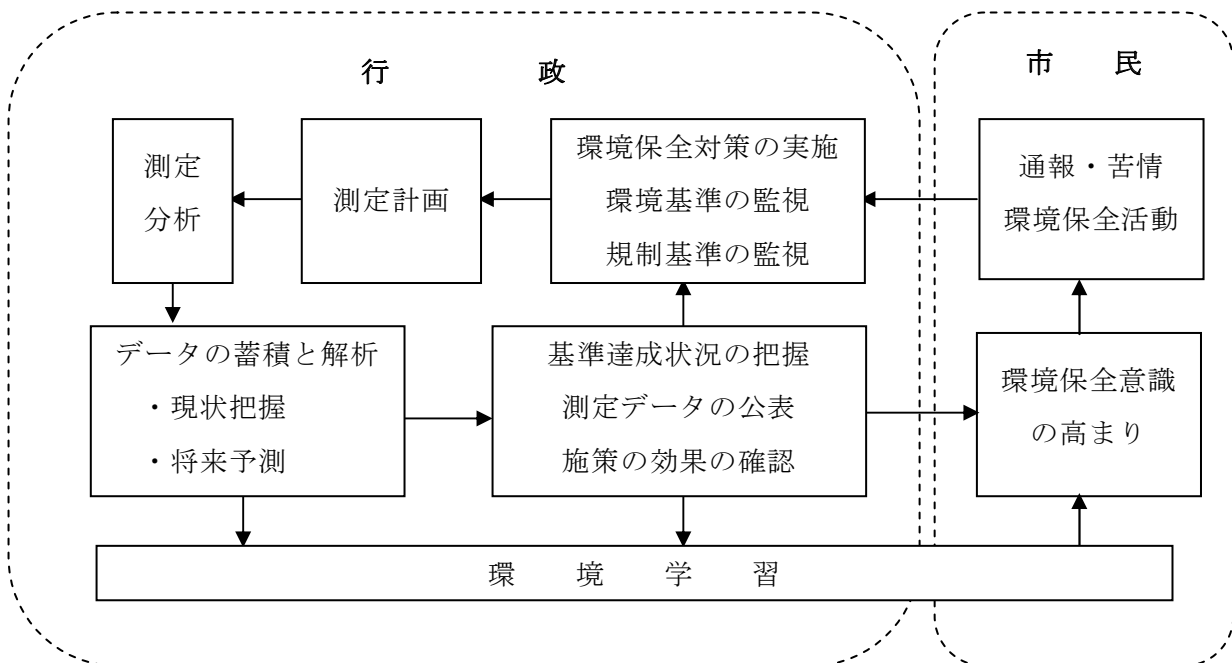 行　　政
市　民
測定
分析
測定計画
環境保全対策の実施
環境基準の監視
規制基準の監視
通報・苦情
環境保全活動
データの蓄積と解析
・現状把握
・将来予測
基準達成状況の把握
測定データの公表
施策の効果の確認
環境保全意識
の高まり
環　境　学　習